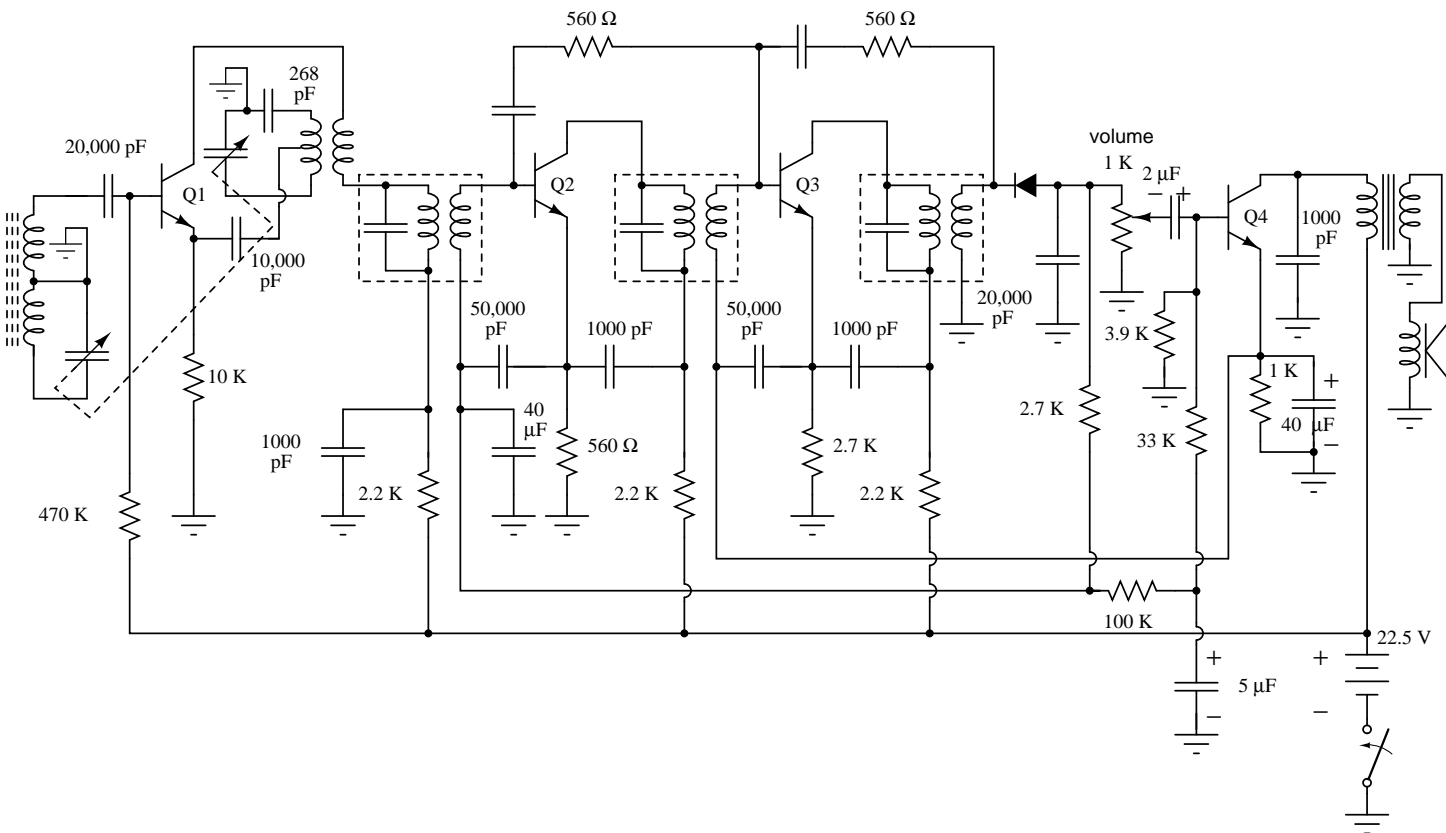 560 Ω
560 Ω
268
pF
20,000 pF
Q1
10,000
pF
Q2
Q3
volume
1 K
2 μF
− +
Q4
1000
pF
50,000
pF
1000 pF
50,000
pF
1000 pF
20,000
pF
3.9 K
1 K
+
40 μF
−
10 K
2.7 K
33 K
1000
pF
40
μF
560 Ω
2.7 K
2.2 K
2.2 K
2.2 K
470 K
100 K
22.5 V
+
5 μF
−
+
−